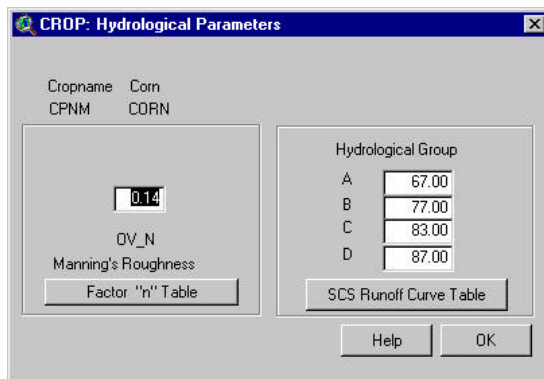 CROP: Hydrological Parameters
Cropname Corn
CPNM CORN
0.14
OV_N
Manning's Roughness
Factor "n" Table
Hydrological Group
A 67.00
B 77.00
C 83.00
D 87.00
SCS Runoff Curve Table
Help OK